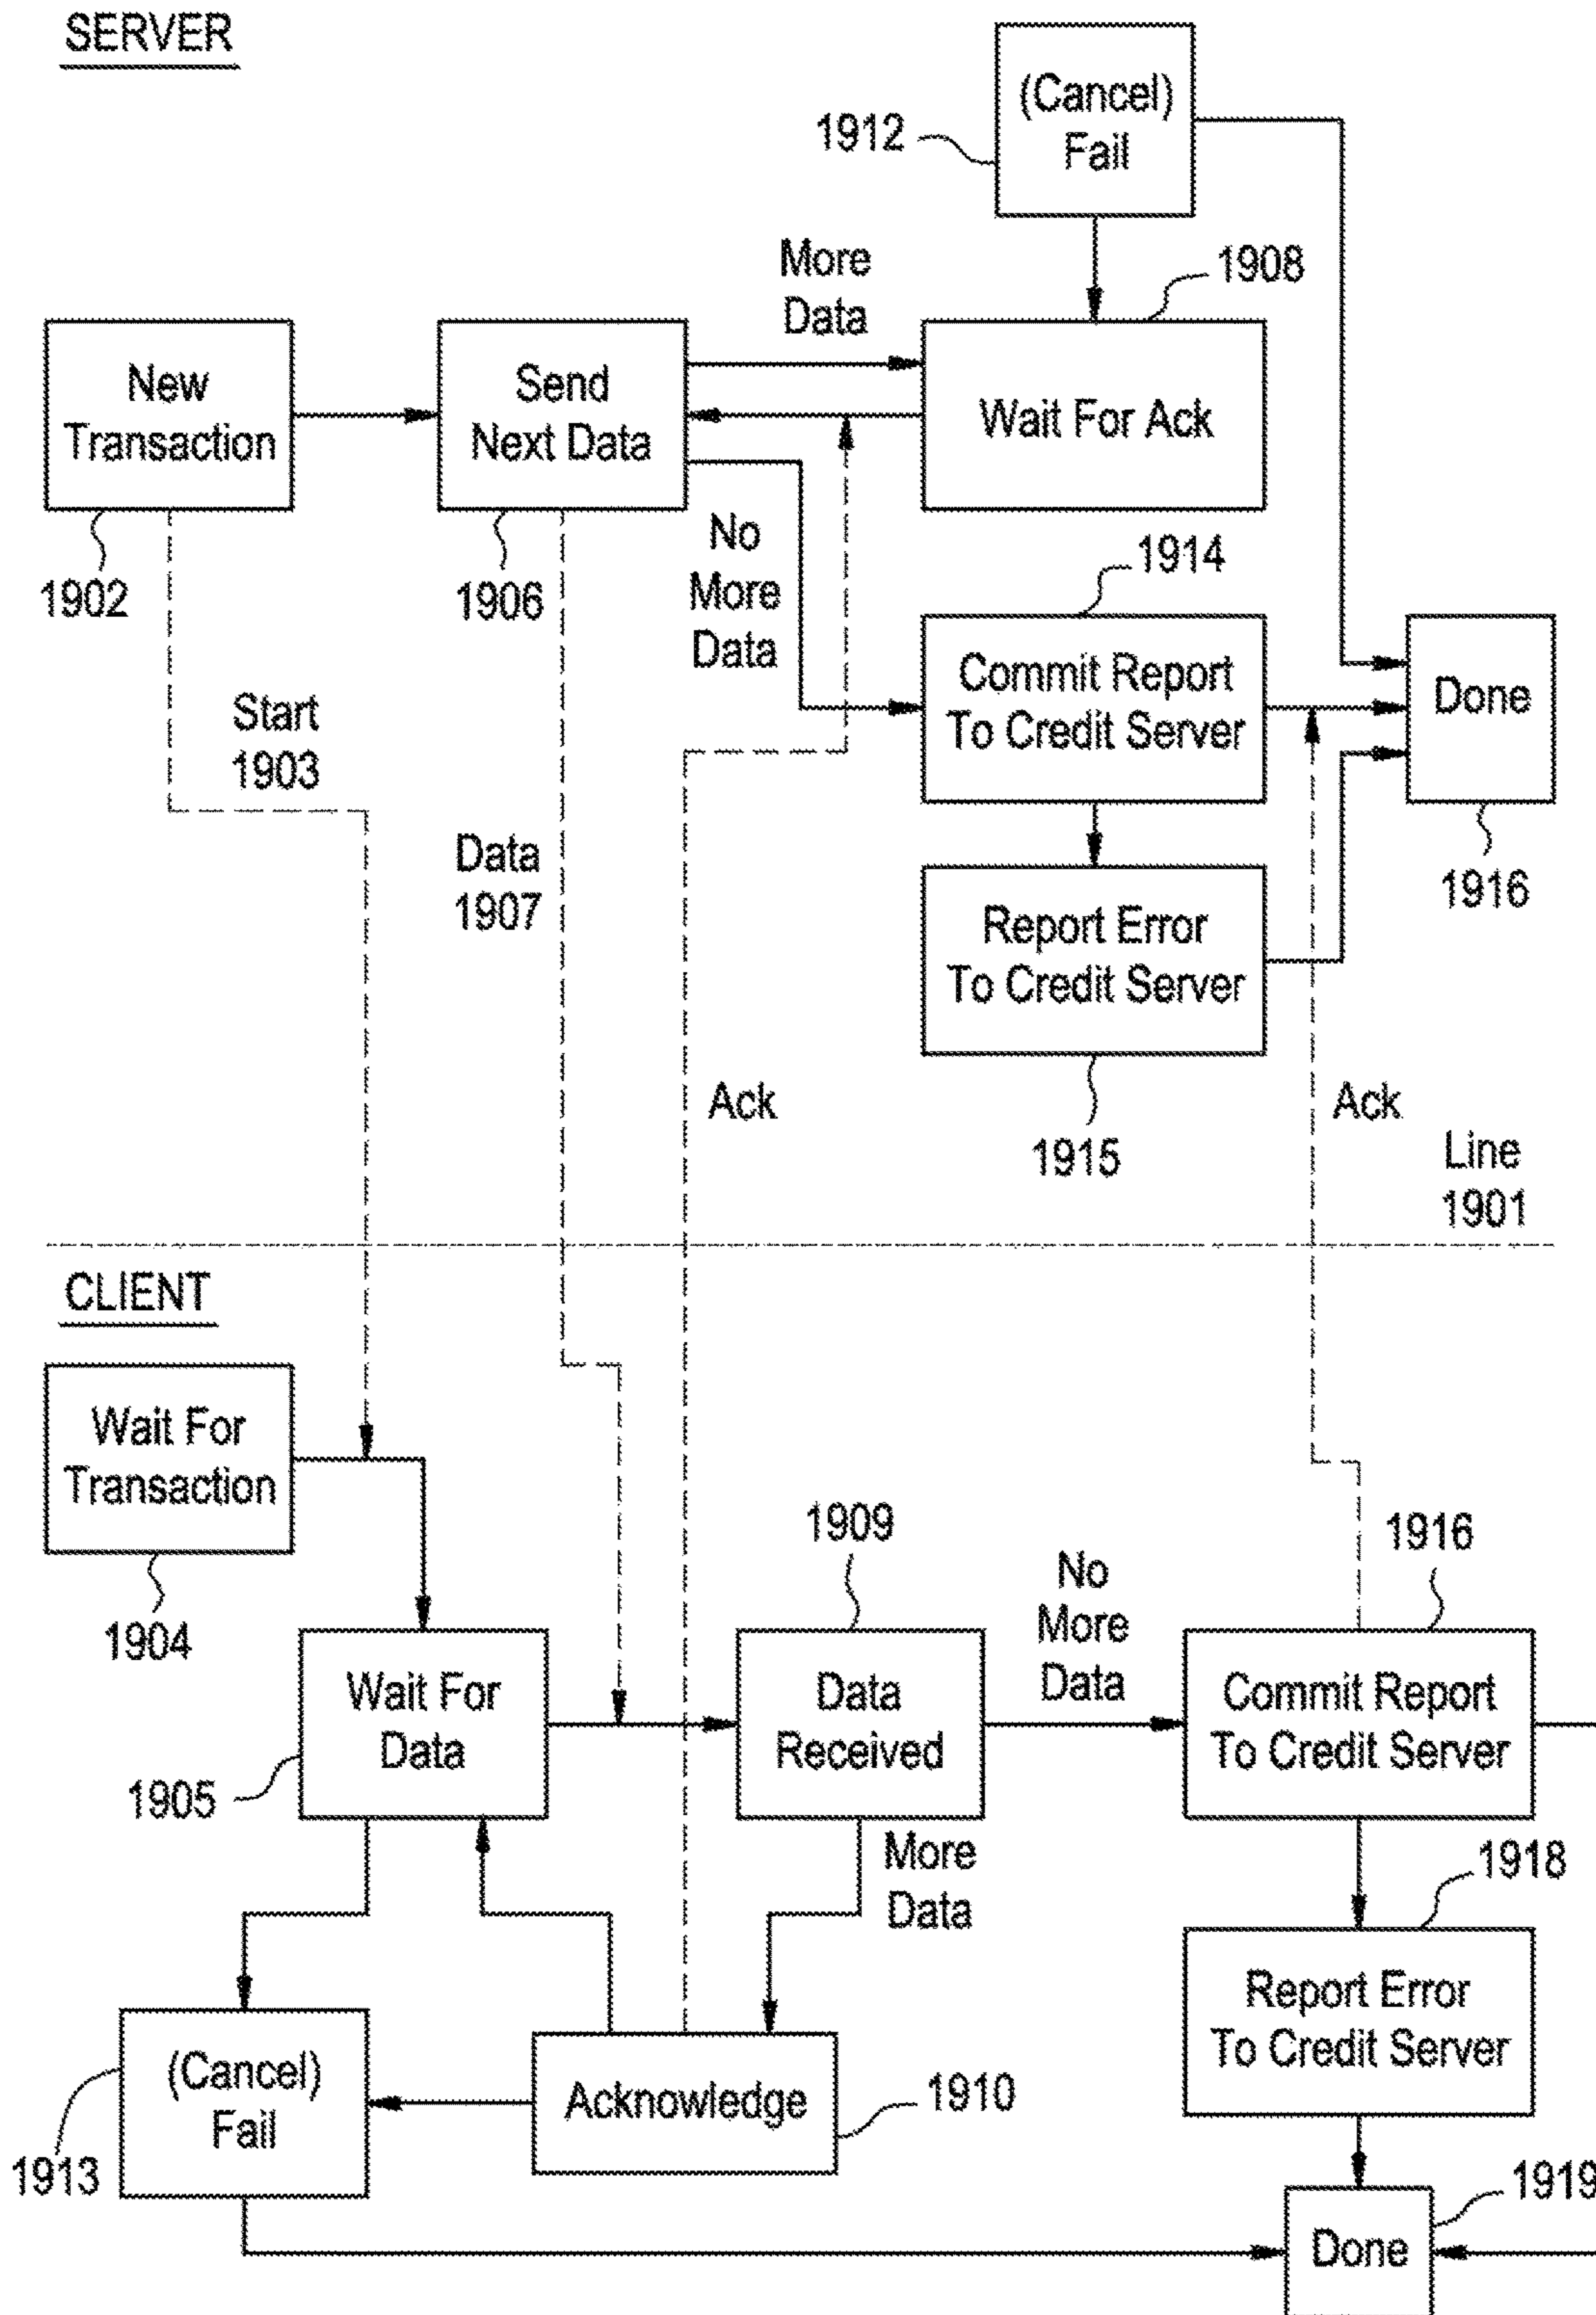 SERVER
(Cancel)
Fail
1912
More
Data
1908
New
Transaction
Send
Next Data
Wait For Ack
1902
1906
No
More
Data
1914
Commit Report
To Credit Server
Done
Start
1903
Data
1907
1916
Report Error
To Credit Server
Ack
Ack
1915
Line
1901
CLIENT
Wait For
Transaction
1904
1909
No
More
Data
1916
Wait For
Data
Data
Received
Commit Report
To Credit Server
1905
More
Data
1918
Report Error
To Credit Server
(Cancel)
Fail
Acknowledge
1910
1913
1919
Done